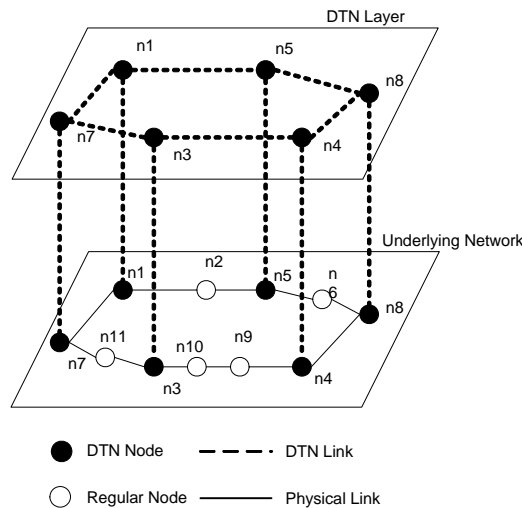 DTN Layer
n1
n5
n8
n7
n3
n4
Underlying Network
n1
n2
n5
n
6
n8
n7
n11
n10
n9
n3
n4
DTN Node
DTN Link
Regular Node
Physical Link